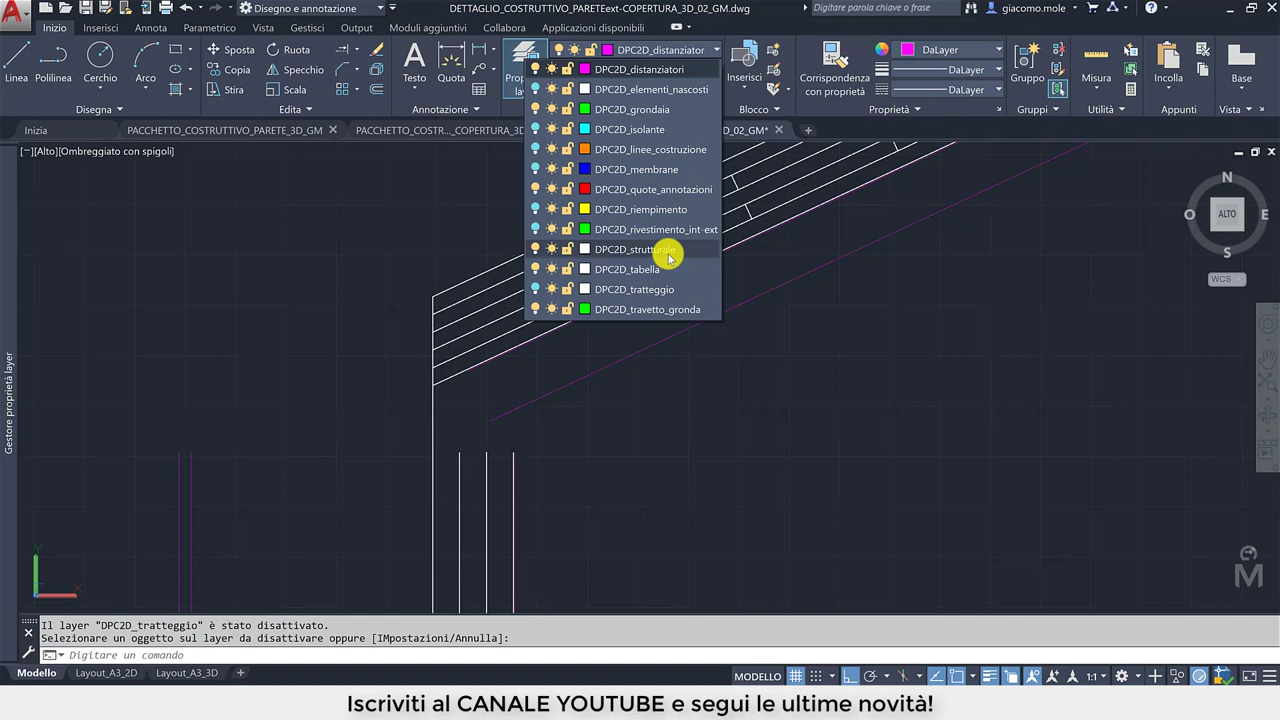 Disegno e annotazione
DETTAGLIO_COSTRUTTIVO_PARETEext-COPERTURA_3D_02_GM.dwg
Digitare parola chiave o frase
giacomo.mole
Inizio
Inserisci
Annota
Parametrico
Vista
Gestisci
Output
Moduli aggiuntivi
Collabora
Applicazioni disponibili
Linea
Polilinea
Cerchio
Arco
Disegna
Sposta
Ruota
Copia
Specchio
Stira
Scala
Edita
Testo
Quota
Annotazione
DPC2D_distanziator
Inserisci
Blocco
Corrispondenza
con proprietà
DaLayer
DaLayer
DaLayer
Proprietà
Gruppo
Gruppi
Misura
Utilità
Incolla
Appunti
Base
Vista
DPC2D_distanziatori
DPC2D_elementi_nascosti
DPC2D_grondaia
DPC2D_isolante
DPC2D_linee_costruzione
DPC2D_membrane
DPC2D_quote_annotazioni
DPC2D_riempimento
DPC2D_rivestimento_int-ext
DPC2D_strutturale
DPC2D_tabella
DPC2D_tratteggio
DPC2D_travetto_gronda
Inizia
PACCHETTO_COSTRUTTIVO_PARETE_3D_GM
PACCHETTO_COSTR..._COPERTURA_3D
D_02_GM*
[−][Alto][Ombreggiato con spigoli]
N
O
ALTO
E
S
WCS
Gestore proprietà layer
Y
X
M
Il layer "DPC2D_tratteggio" è stato disattivato.
Selezionare un oggetto sul layer da disattivare oppure [IMpostazioni/Annulla]:
Digitare un comando
Modello
Layout_A3_2D
Layout_A3_3D
MODELLO
1:1
Iscriviti al CANALE YOUTUBE e segui le ultime novità!